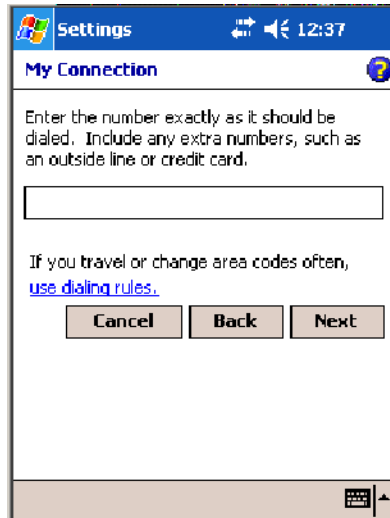 Settings 12:37
My Connection
Enter the number exactly as it should be
dialed. Include any extra numbers, such as
an outside line or credit card.
If you travel or change area codes often,
use dialing rules.
Cancel Back Next